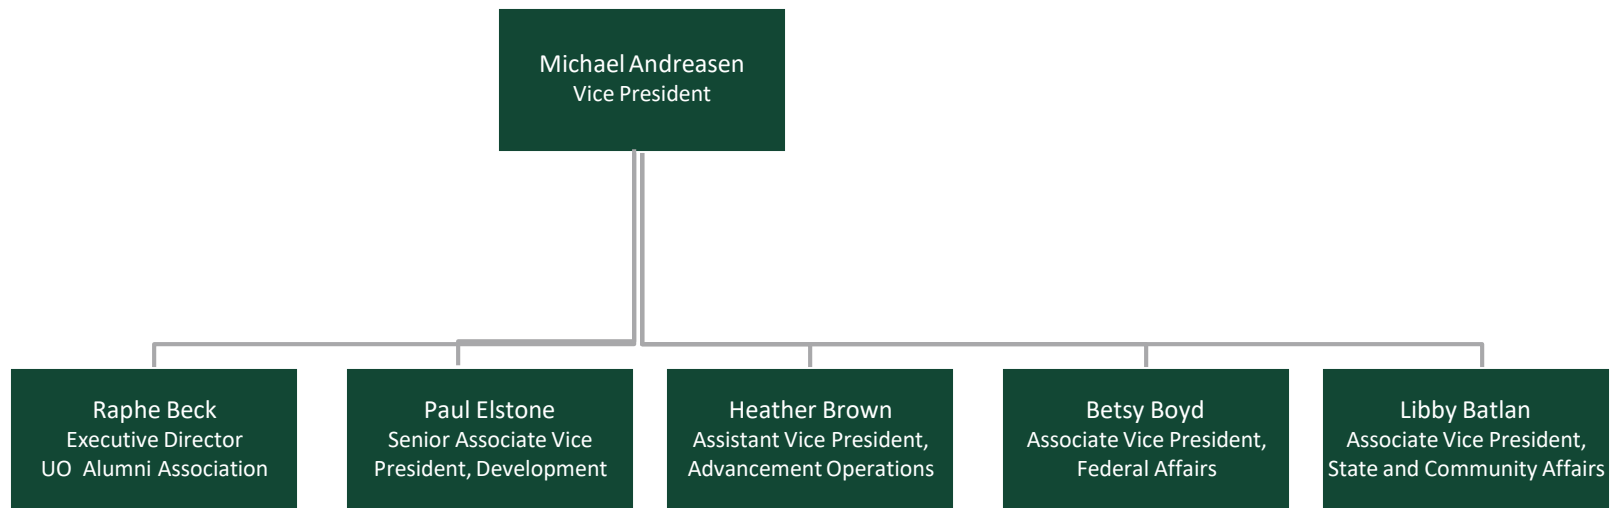 Michael Andreasen
Vice President
Raphe Beck
Executive Director
UO Alumni Association
Paul Elstone
Senior Associate Vice
President, Development
Heather Brown
Assistant Vice President,
Advancement Operations
Betsy Boyd
Associate Vice President,
Federal Affairs
Libby Batlan
Associate Vice President,
State and Community Affairs